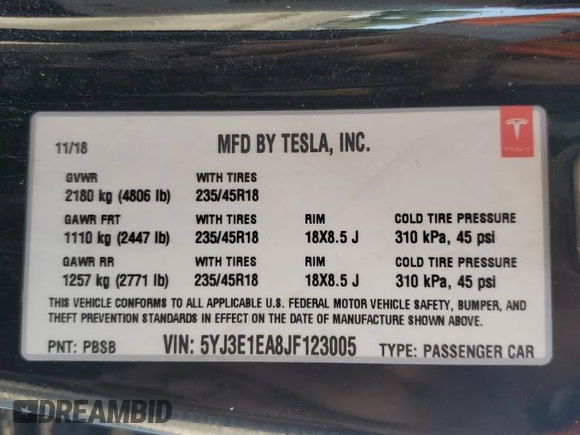 11/18 MFD BY TESLA, INC. TESLA
GVWR WITH TIRES
2180 kg (4806 lb) 235/45R18
GAWR FRT WITH TIRES RIM COLD TIRE PRESSURE
1110 kg (2447 lb) 235/45R18 18X8.5 J 310 kPa, 45 psi
GAWR RR WITH TIRES RIM COLD TIRE PRESSURE
1257 kg (2771 lb) 235/45R18 18X8.5 J 310 kPa, 45 psi
THIS VEHICLE CONFORMS TO ALL APPLICABLE U.S. FEDERAL MOTOR VEHICLE SAFETY, BUMPER, AND
THEFT PREVENTION STANDARDS IN EFFECT ON THE DATE OF MANUFACTURE SHOWN ABOVE.
PNT: PBSB VIN: 5YJ3E1EA8JF123005 TYPE: PASSENGER CAR
DREAMBID